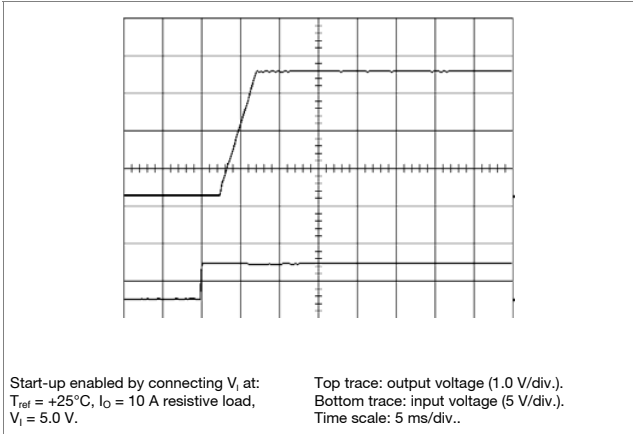 Start-up enabled by connecting VI at:
Tref = +25°C, IO = 10 A resistive load,
VI = 5.0 V.
Top trace: output voltage (1.0 V/div.).
Bottom trace: input voltage (5 V/div.).
Time scale: 5 ms/div..